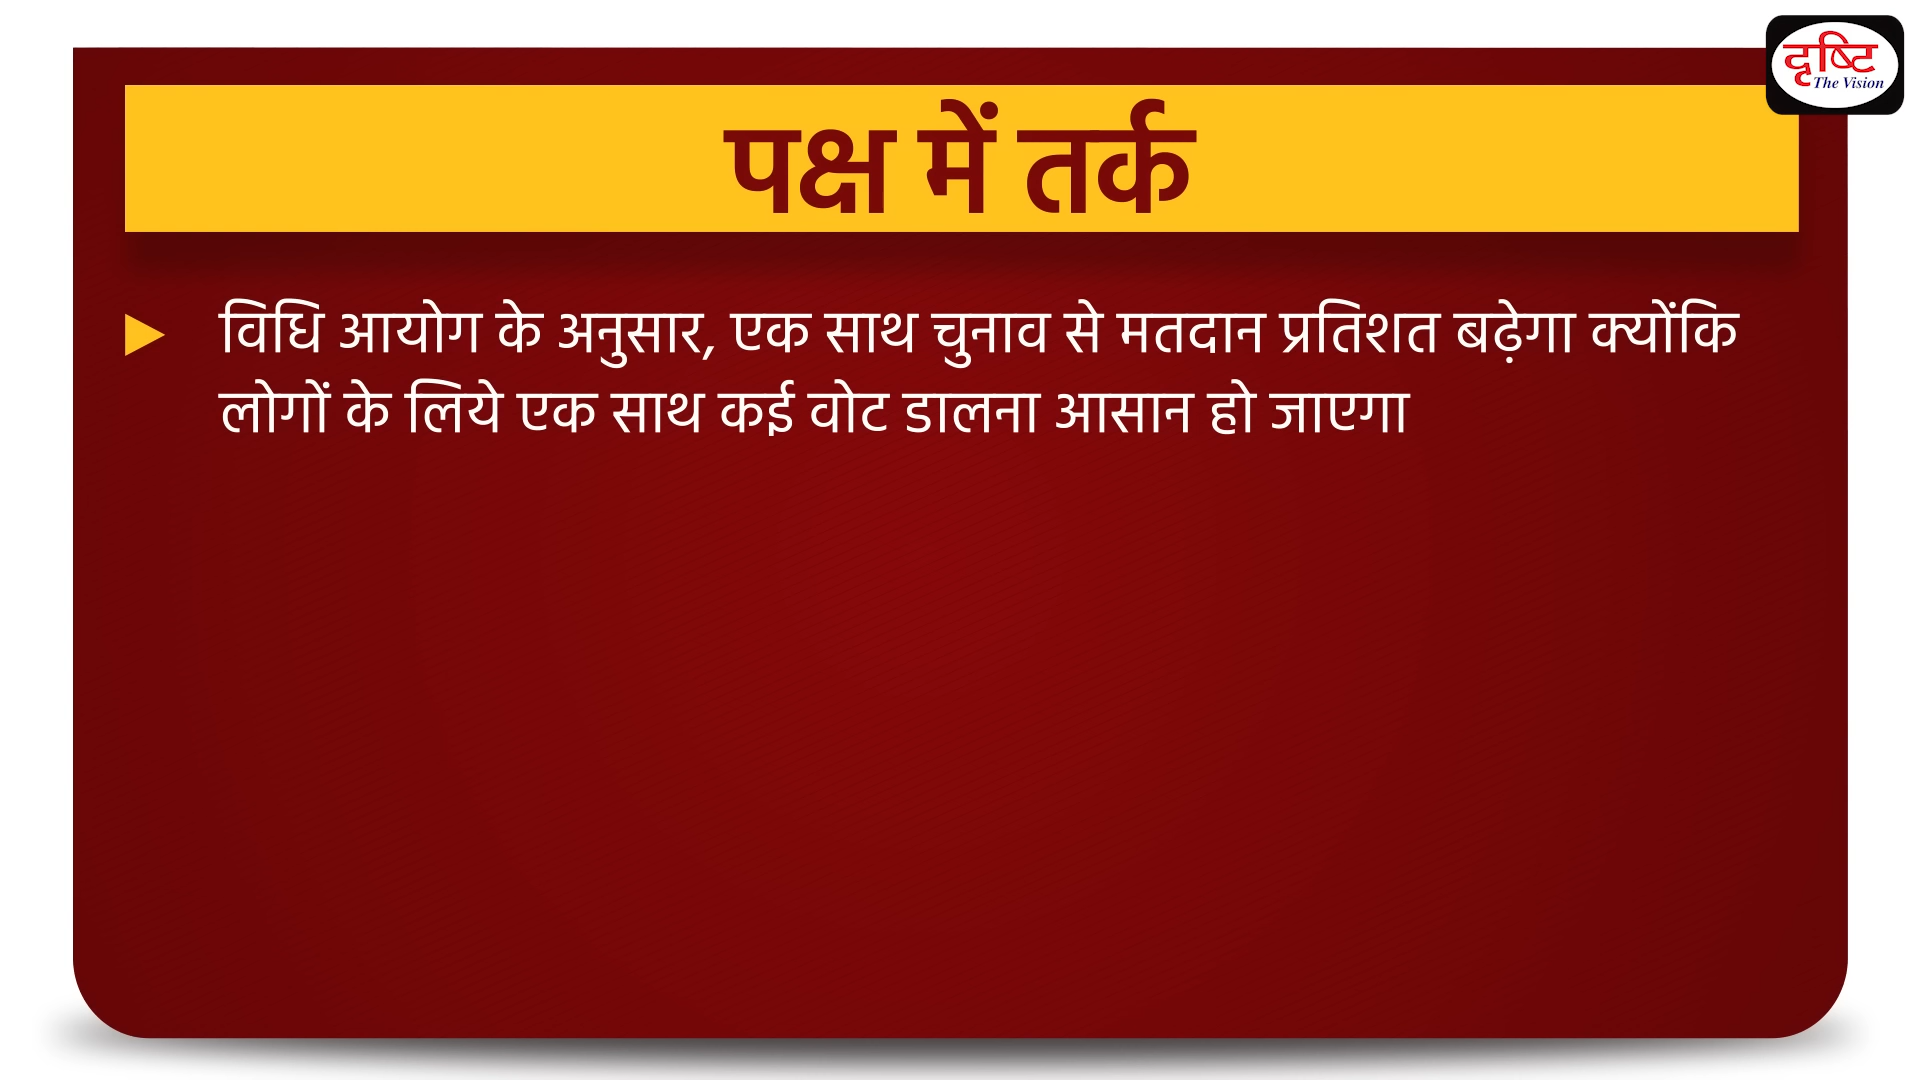 दृष्टि
The Vision
पक्ष में तर्क
विधि आयोग के अनुसार, एक साथ चुनाव से मतदान प्रतिशत बढ़ेगा क्योंकि
लोगों के लिये एक साथ कई वोट डालना आसान हो जाएगा